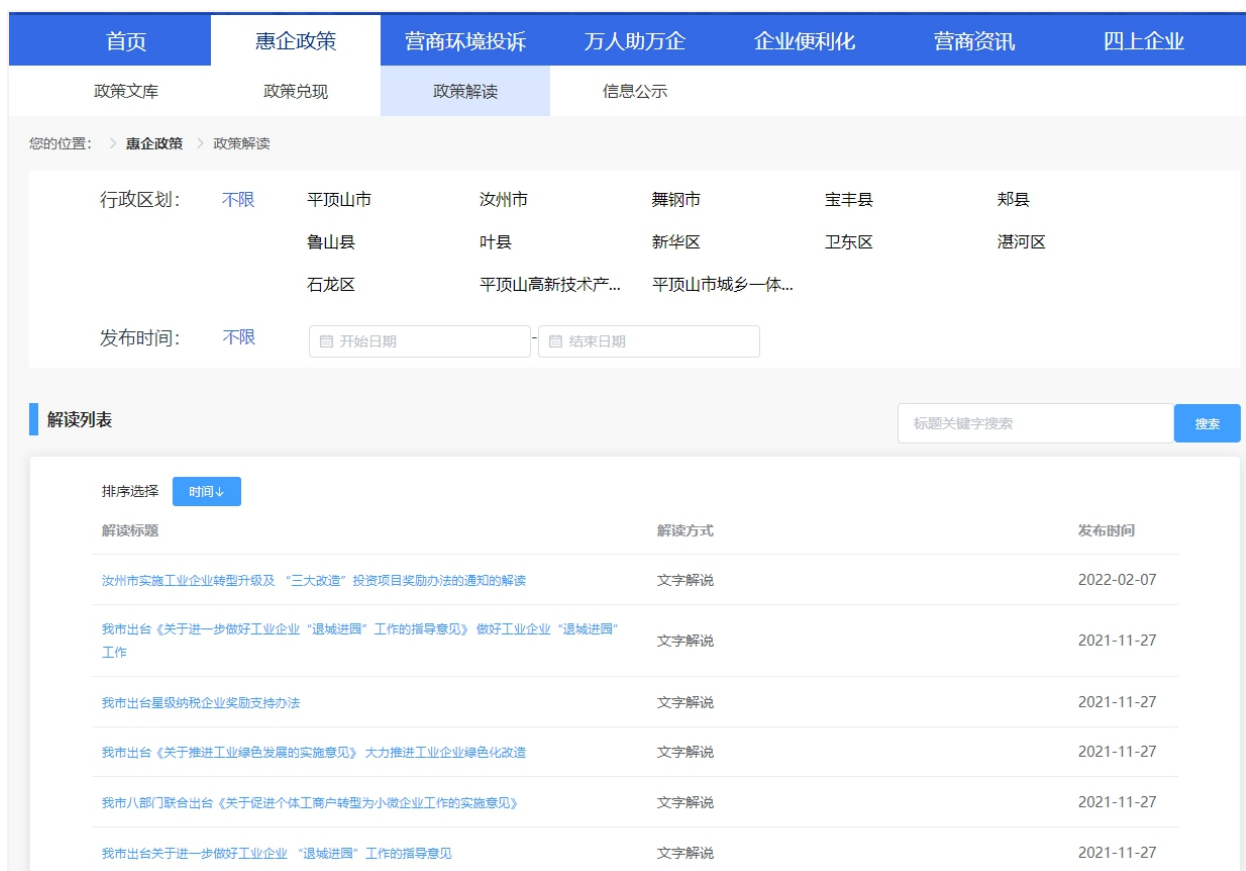 首页 惠企政策 营商环境投诉 万人助万企 企业便利化 营商资讯 四上企业
政策文库 政策兑现 政策解读 信息公示
您的位置： > 惠企政策 > 政策解读
行政区划： 不限 平顶山市 汝州市 舞钢市 宝丰县 郏县
鲁山县 叶县 新华区 卫东区 湛河区
石龙区 平顶山高新技术产... 平顶山市城乡一体...
发布时间： 不限 开始日期 - 结束日期
解读列表 标题关键字搜索 搜索
排序选择 时间↓
解读标题 解读方式 发布时间
汝州市实施工业企业转型升级及 “三大改造”投资项目奖励办法的通知的解读 文字解说 2022-02-07
我市出台《关于进一步做好工业企业“退城进园”工作的指导意见》 做好工业企业“退城进园”
工作 文字解说 2021-11-27
我市出台星级纳税企业奖励支持办法 文字解说 2021-11-27
我市出台《关于推进工业绿色发展的实施意见》 大力推进工业企业绿色化改造 文字解说 2021-11-27
我市八部门联合出台《关于促进个体工商户转型为小微企业工作的实施意见》 文字解说 2021-11-27
我市出台关于进一步做好工业企业 “退城进园”工作的指导意见 文字解说 2021-11-27